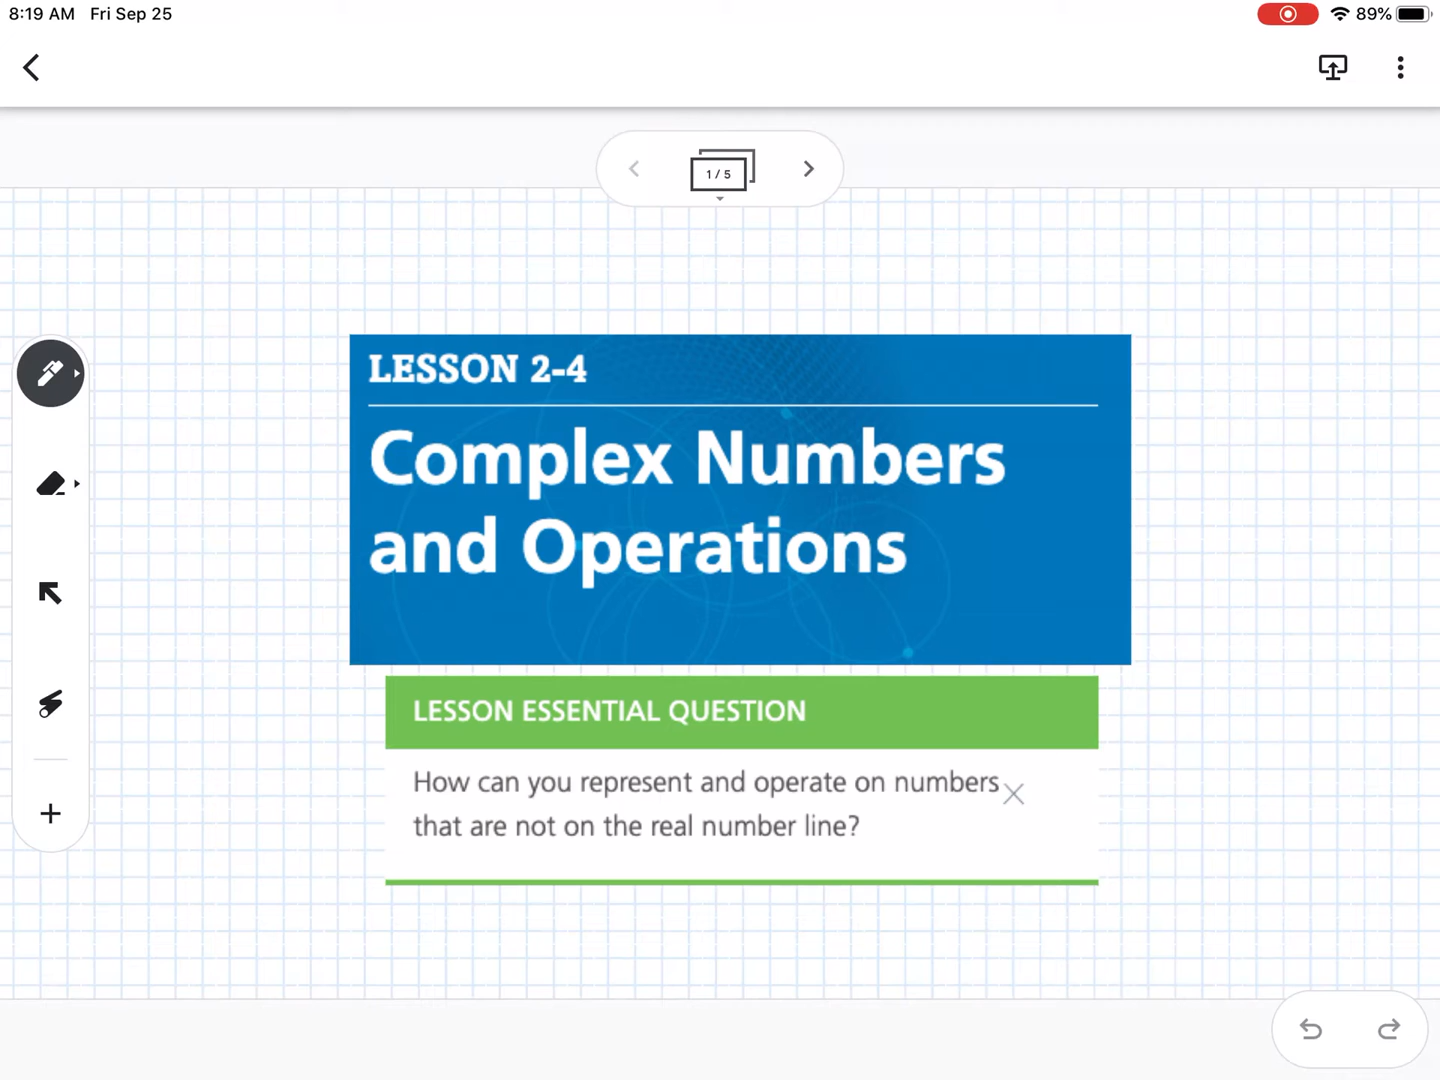 8:19 AM Fri Sep 25
89%
1 / 5
LESSON 2-4
Complex Numbers
and Operations
LESSON ESSENTIAL QUESTION
How can you represent and operate on numbers
that are not on the real number line?